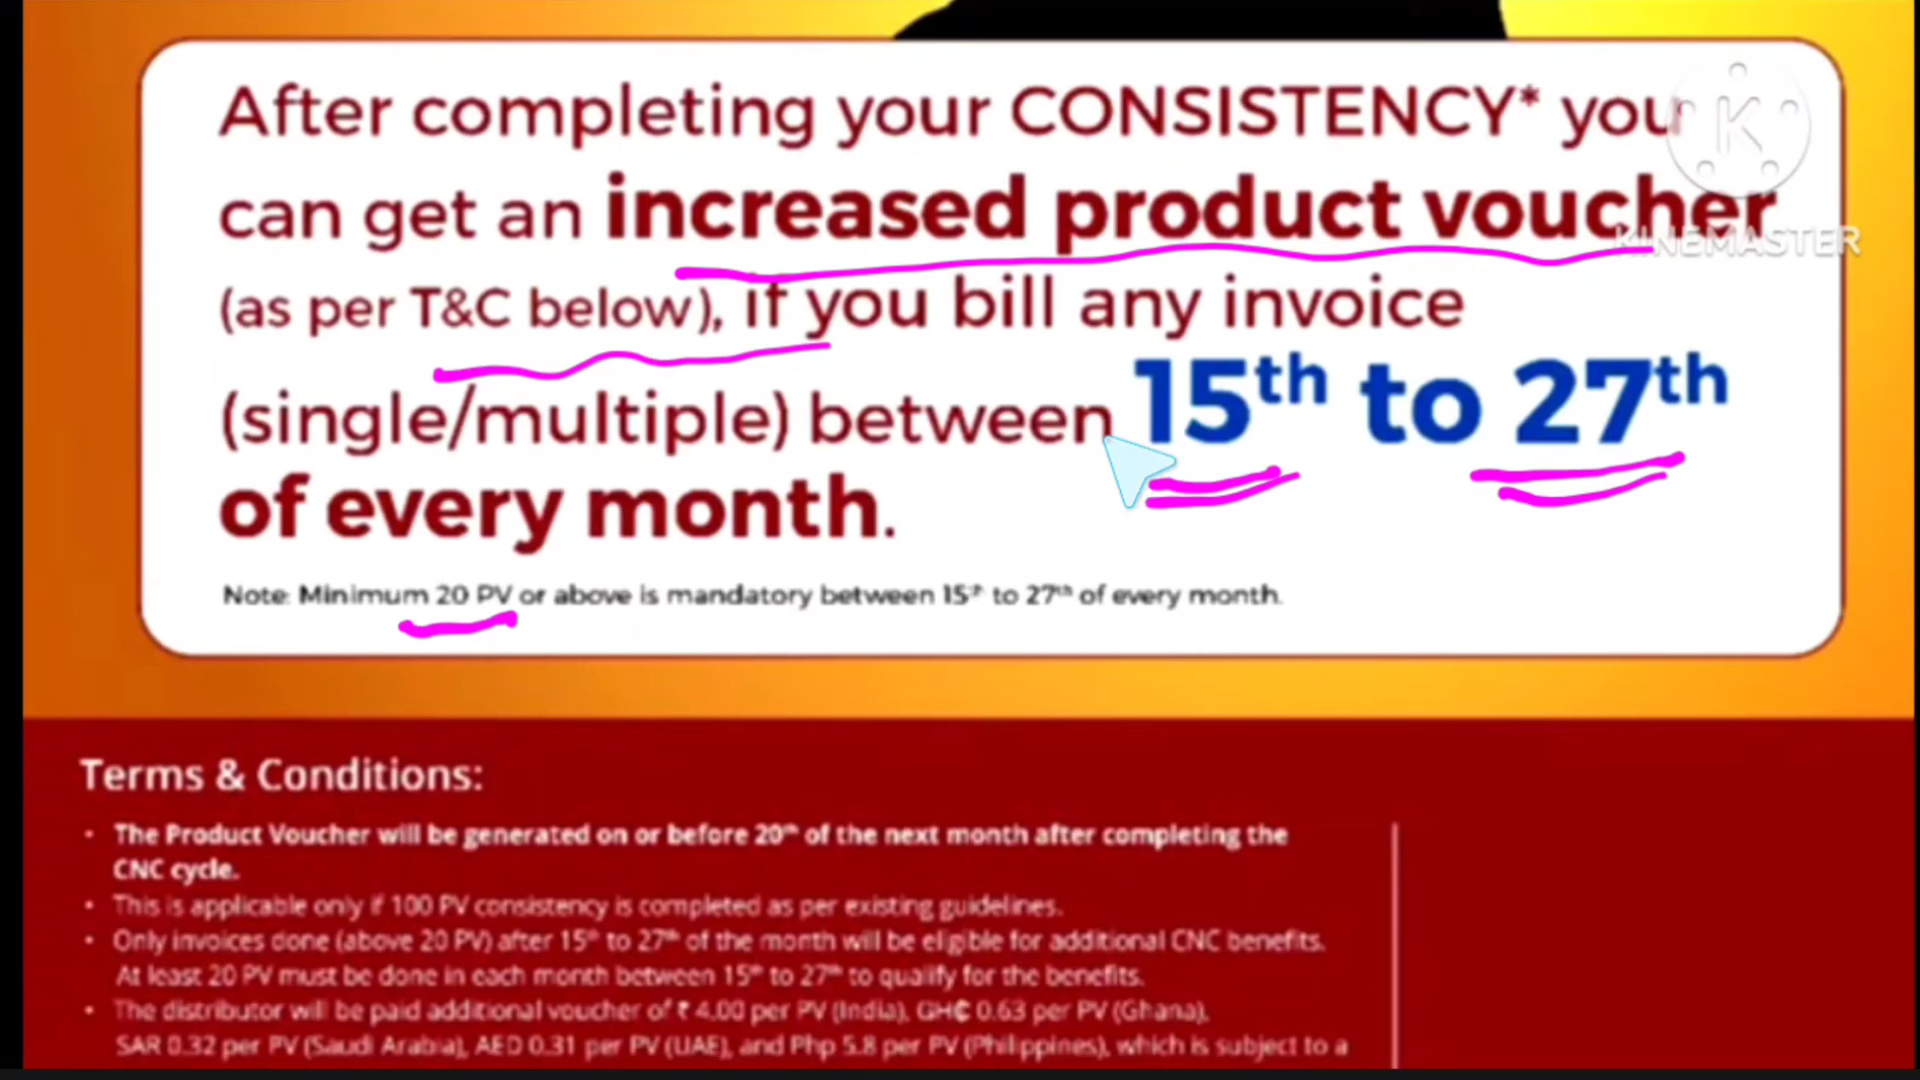 After completing your CONSISTENCY* you
can get an increased product voucher
(as per T&C below), if you bill any invoice
(single/multiple) between 15th to 27th
of every month.
Note: Minimum 20 PV or above is mandatory between 15th to 27th of every month.
K
KINEMASTER
Terms & Conditions:
· The Product Voucher will be generated on or before 20th of the next month after completing the
CNC cycle.
· This is applicable only if 100 PV consistency is completed as per existing guidelines.
· Only invoices done (above 20 PV) after 15th to 27th of the month will be eligible for additional CNC benefits.
At least 20 PV must be done in each month between 15th to 27th to qualify for the benefits.
· The distributor will be paid additional voucher of ₹ 4.00 per PV (India), GH₵ 0.63 per PV (Ghana),
SAR 0.32 per PV (Saudi Arabia), AED 0.31 per PV (UAE), and Php 5.8 per PV (Philippines), which is subject to a